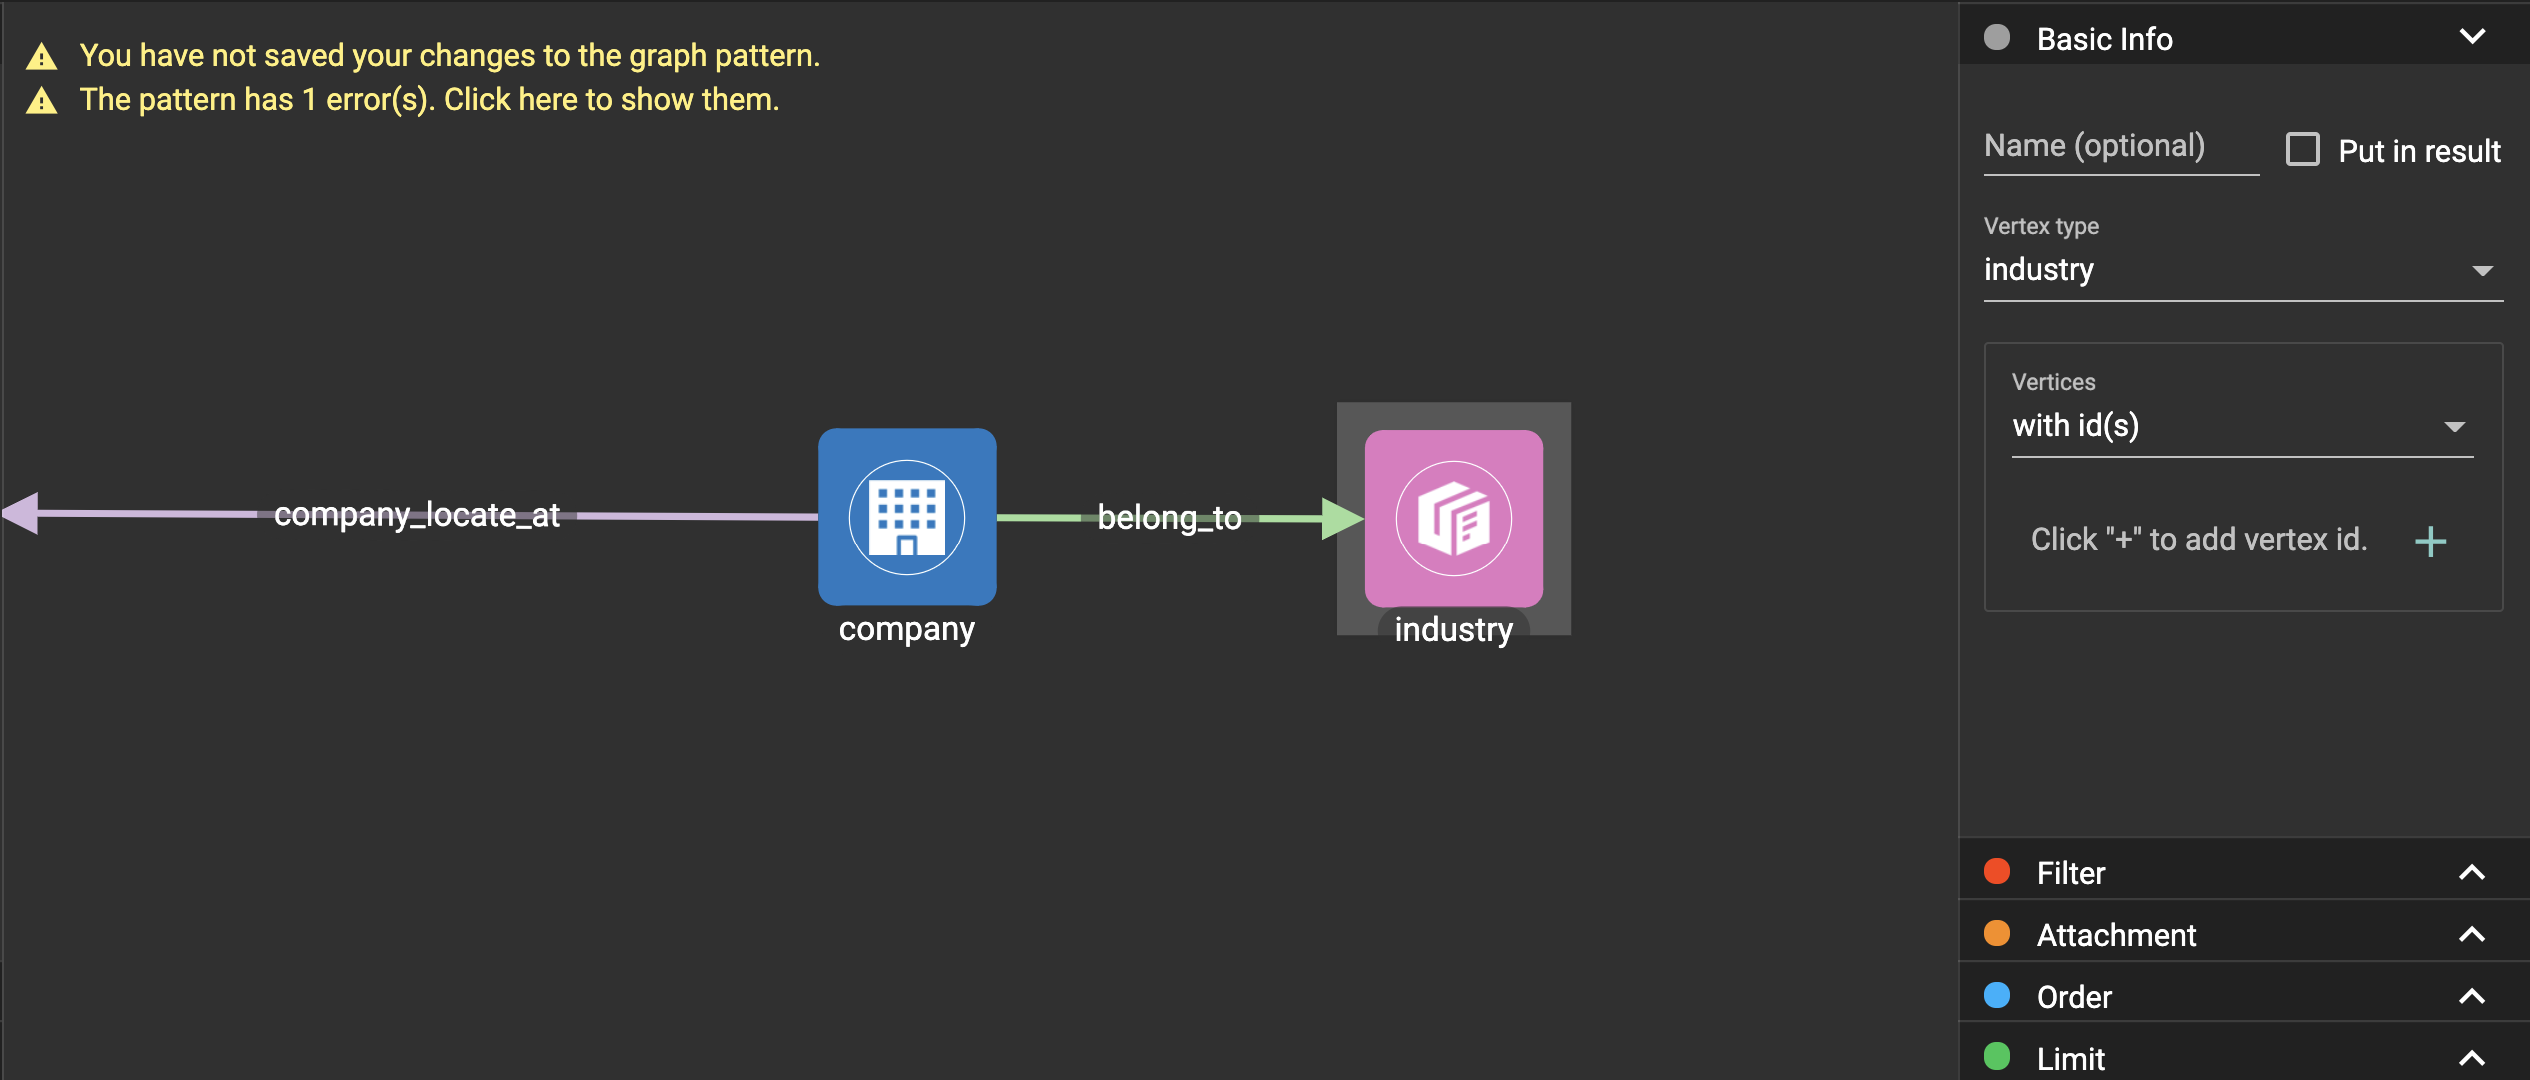 You have not saved your changes to the graph pattern.
The pattern has 1 error(s). Click here to show them.
company_locate_at
belong_to
company
industry
Basic Info
Name (optional)
Put in result
Vertex type
industry
Vertices
with id(s)
Click "+" to add vertex id.
Filter
Attachment
Order
Limit